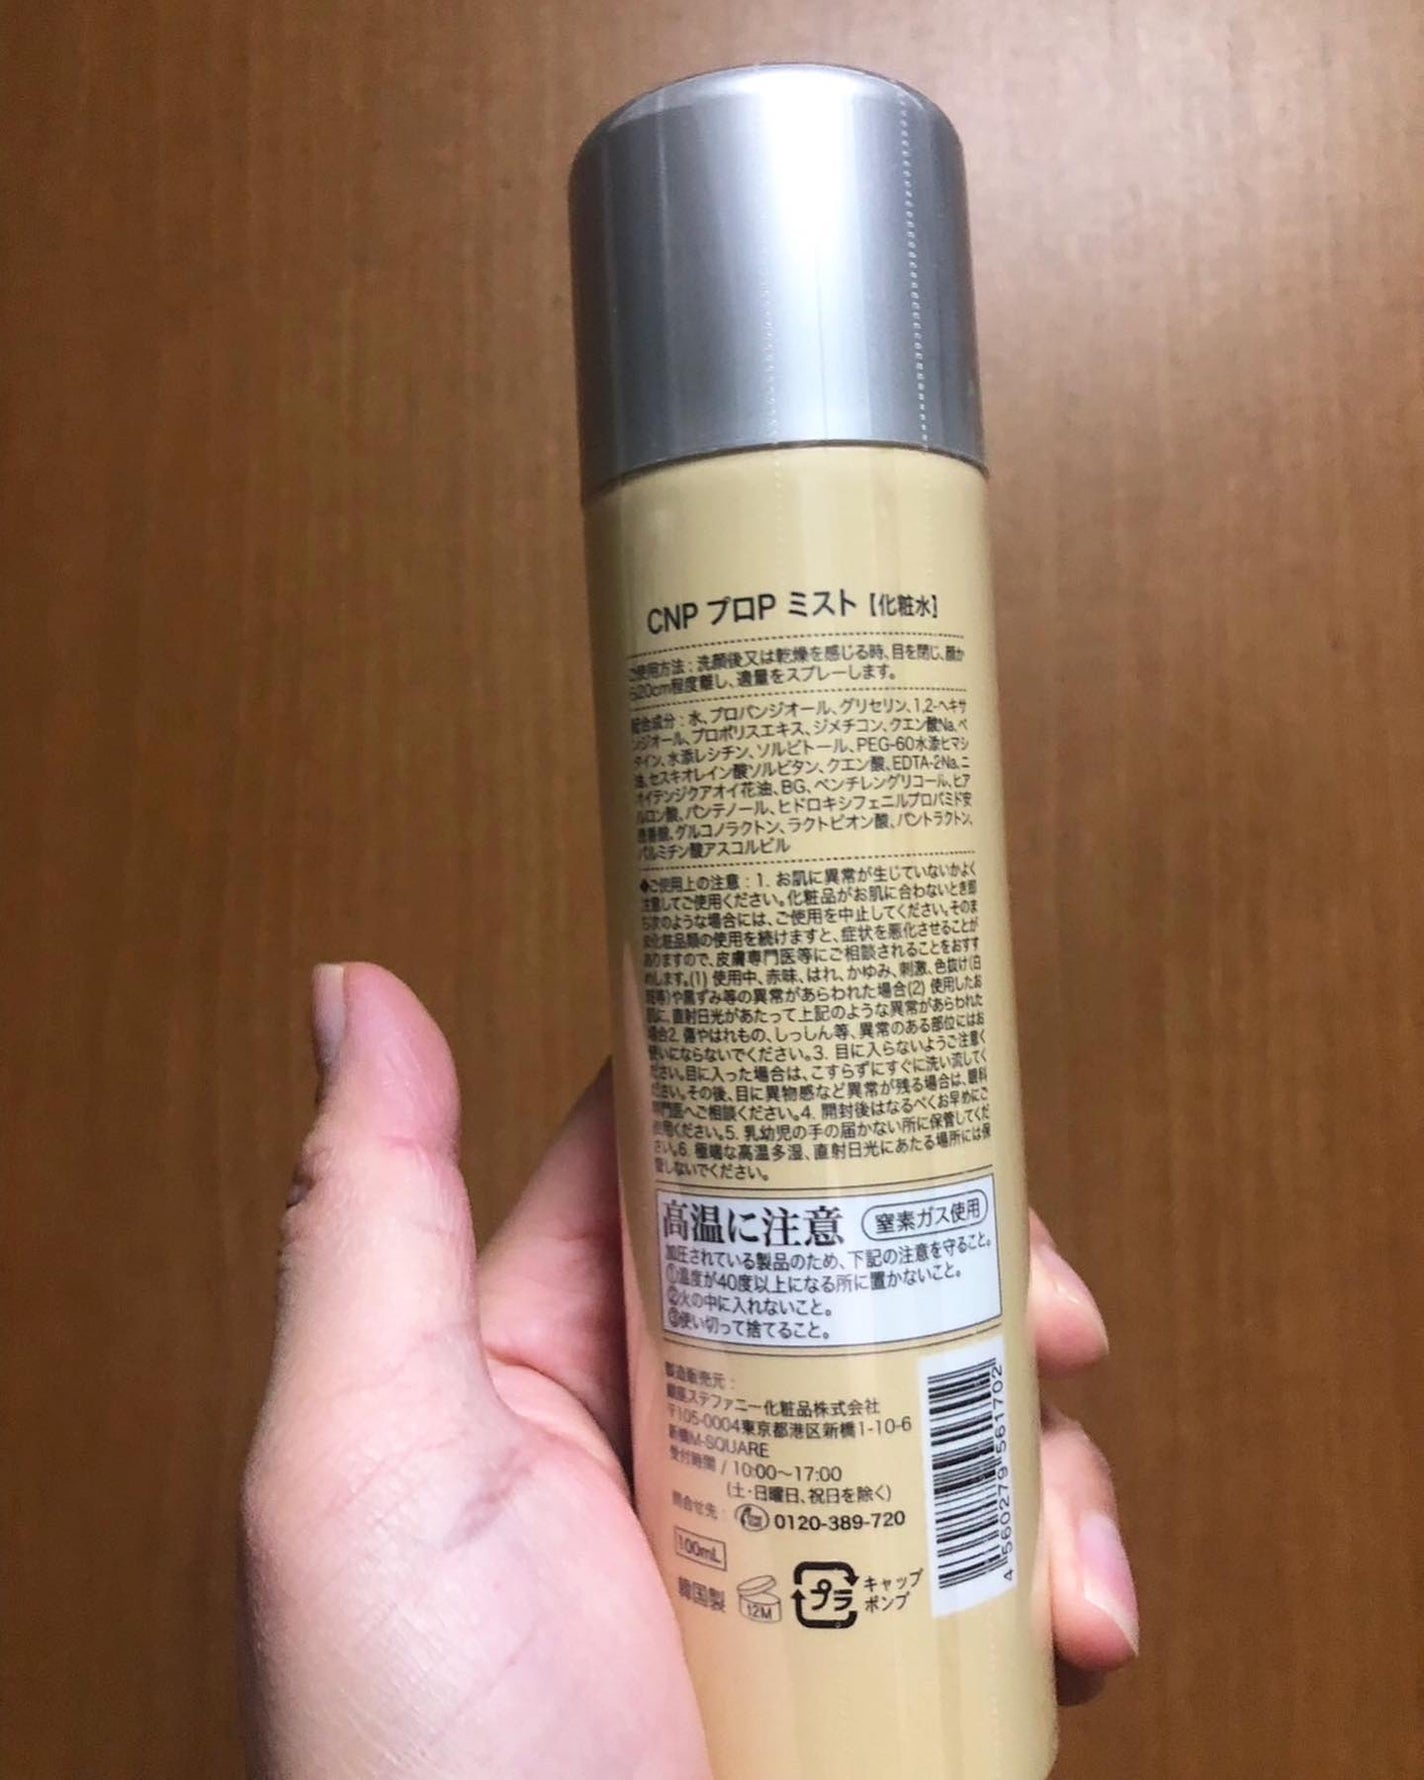 CNP プロP ミスト【化粧水】
ご使用方法 : 洗顔後又は乾燥を感じる時、目を閉じ、顔か
ら20cm程度離し、適量をスプレーします。
配合成分 : 水、プロパンジオール、グリセリン、1,2-ヘキサ
ンジオール、プロポリスエキス、ジメチコン、クエン酸Na、ベ
タイン、水添レシチン、ソルビトール、PEG-60水添ヒマシ
油、セスキオレイン酸ソルビタン、クエン酸、EDTA-2Na、ニ
オイテンジクアオイ花油、BG、ペンチレングリコール、ヒア
ルロン酸、パンテノール、ヒドロキシフェニルプロパミド安
息香酸、グルコノラクトン、ラクトビオン酸、パントラクトン、
パルミチン酸アスコルビル
◆ご使用上の注意 : 1. お肌に異常が生じていないかよく
注意してご使用ください。化粧品がお肌に合わないとき即
ち次のような場合には、ご使用を中止してください。そのま
ま化粧品類の使用を続けますと、症状を悪化させることが
ありますので、皮膚専門医等にご相談されることをおすす
めします。(1) 使用中、赤味、はれ、かゆみ、刺激、色抜け(白
斑等)や黒ずみ等の異常があらわれた場合(2) 使用したお
肌に、直射日光があたって上記のような異常があらわれた
場合2. 傷やはれもの、しっしん等、異常のある部位にはお
使いにならないでください。3. 目に入らないようご注意く
ださい。目に入った場合は、こすらずにすぐに洗い流してく
ださい。その後、目に異物感など異常が残る場合は、眼科
専門医へご相談ください。4. 開封後はなるべくお早めにご
使用ください。5. 乳幼児の手の届かない所に保管してくだ
さい。6. 極端な高温多湿、直射日光にあたる場所には保
管しないでください。
高温に注意 窒素ガス使用
加圧されている製品のため、下記の注意を守ること。
①温度が40度以上になる所に置かないこと。
②火の中に入れないこと。
③使い切って捨てること。
製造販売元 :
銀座ステファニー化粧品株式会社
〒105-0004東京都港区新橋1-10-6
新橋M-SQUARE
受付時間 / 10:00～17:00
(土・日曜日、祝日を除く)
問合せ先 : 0120-389-720
100mL
韓国製 12M プラ キャップ
ポンプ
4 560279 561702